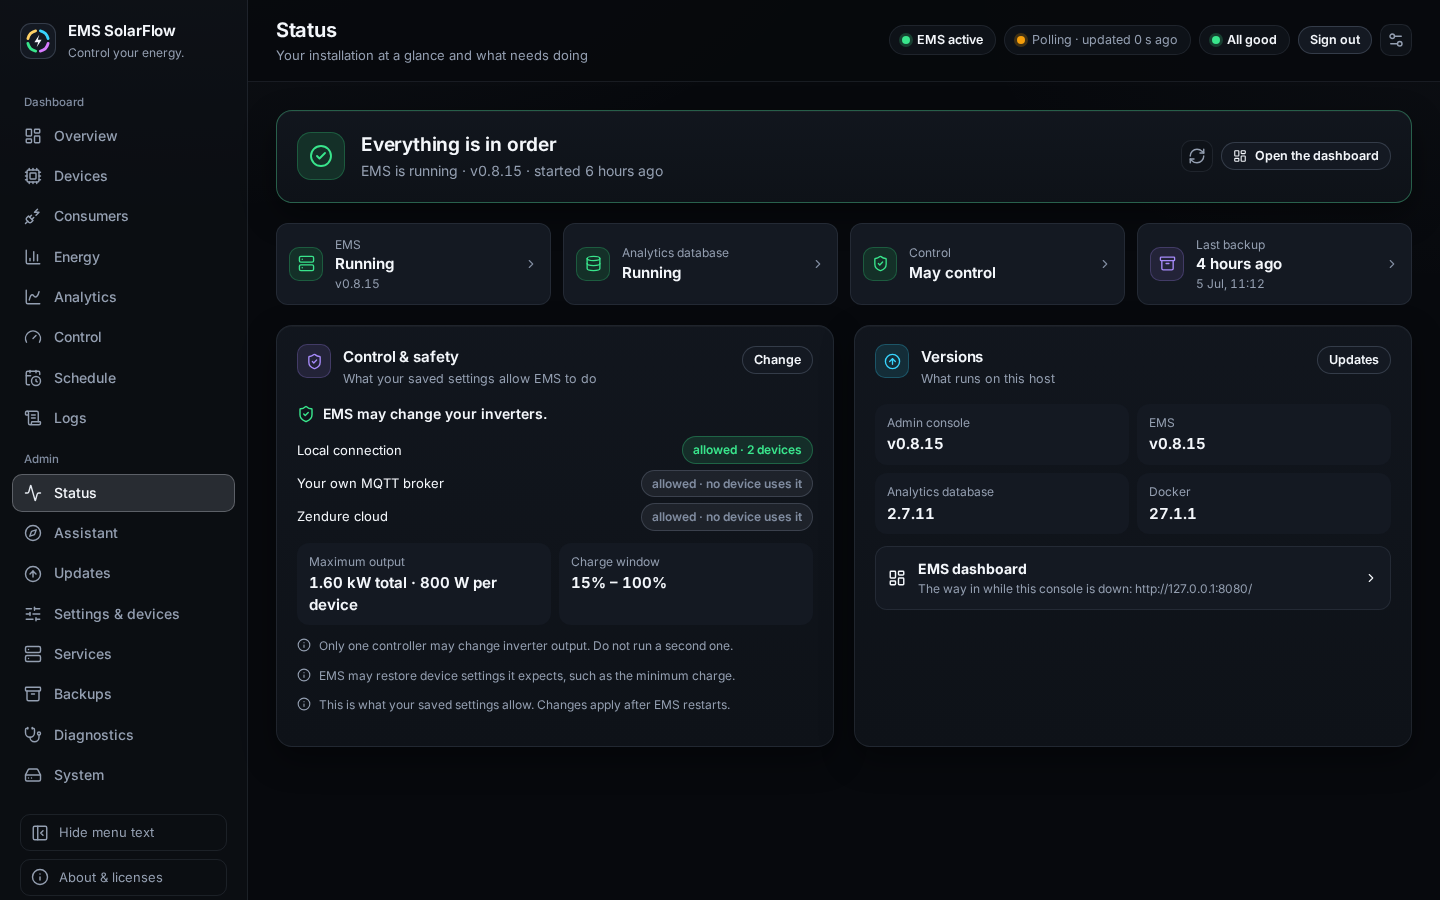 EMS SolarFlow
Control your energy.
Dashboard
Overview
Devices
Consumers
Energy
Analytics
Control
Schedule
Logs
Admin
Status
Assistant
Updates
Settings & devices
Services
Backups
Diagnostics
System
Hide menu text
About & licenses
Status
Your installation at a glance and what needs doing
EMS active
Polling · updated 0 s ago
All good
Sign out
Everything is in order
EMS is running · v0.8.15 · started 6 hours ago
Open the dashboard
EMS
Running
v0.8.15
Analytics database
Running
Control
May control
Last backup
4 hours ago
5 Jul, 11:12
Control & safety
What your saved settings allow EMS to do
Change
EMS may change your inverters.
Local connection
allowed · 2 devices
Your own MQTT broker
allowed · no device uses it
Zendure cloud
allowed · no device uses it
Maximum output
1.60 kW total · 800 W per
device
Charge window
15% – 100%
Only one controller may change inverter output. Do not run a second one.
EMS may restore device settings it expects, such as the minimum charge.
This is what your saved settings allow. Changes apply after EMS restarts.
Versions
What runs on this host
Updates
Admin console
v0.8.15
EMS
v0.8.15
Analytics database
2.7.11
Docker
27.1.1
EMS dashboard
The way in while this console is down: http://127.0.0.1:8080/